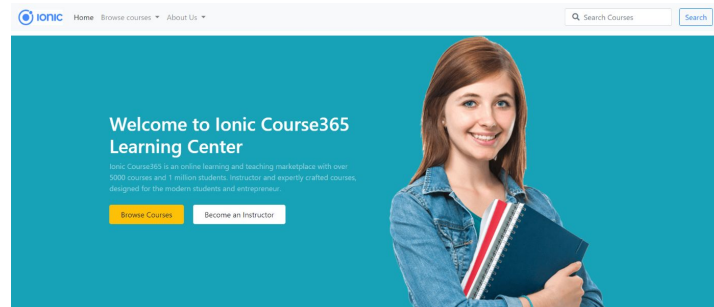 ionic Home Browse courses About Us Search Courses Search
Welcome to Ionic Course365
Learning Center
Ionic Course365 is an online learning and teaching marketplace with over
5000 courses and 1 million students. Instructor and expertly crafted courses,
designed for the modern students and entrepreneur.
Browse Courses Become an Instructor